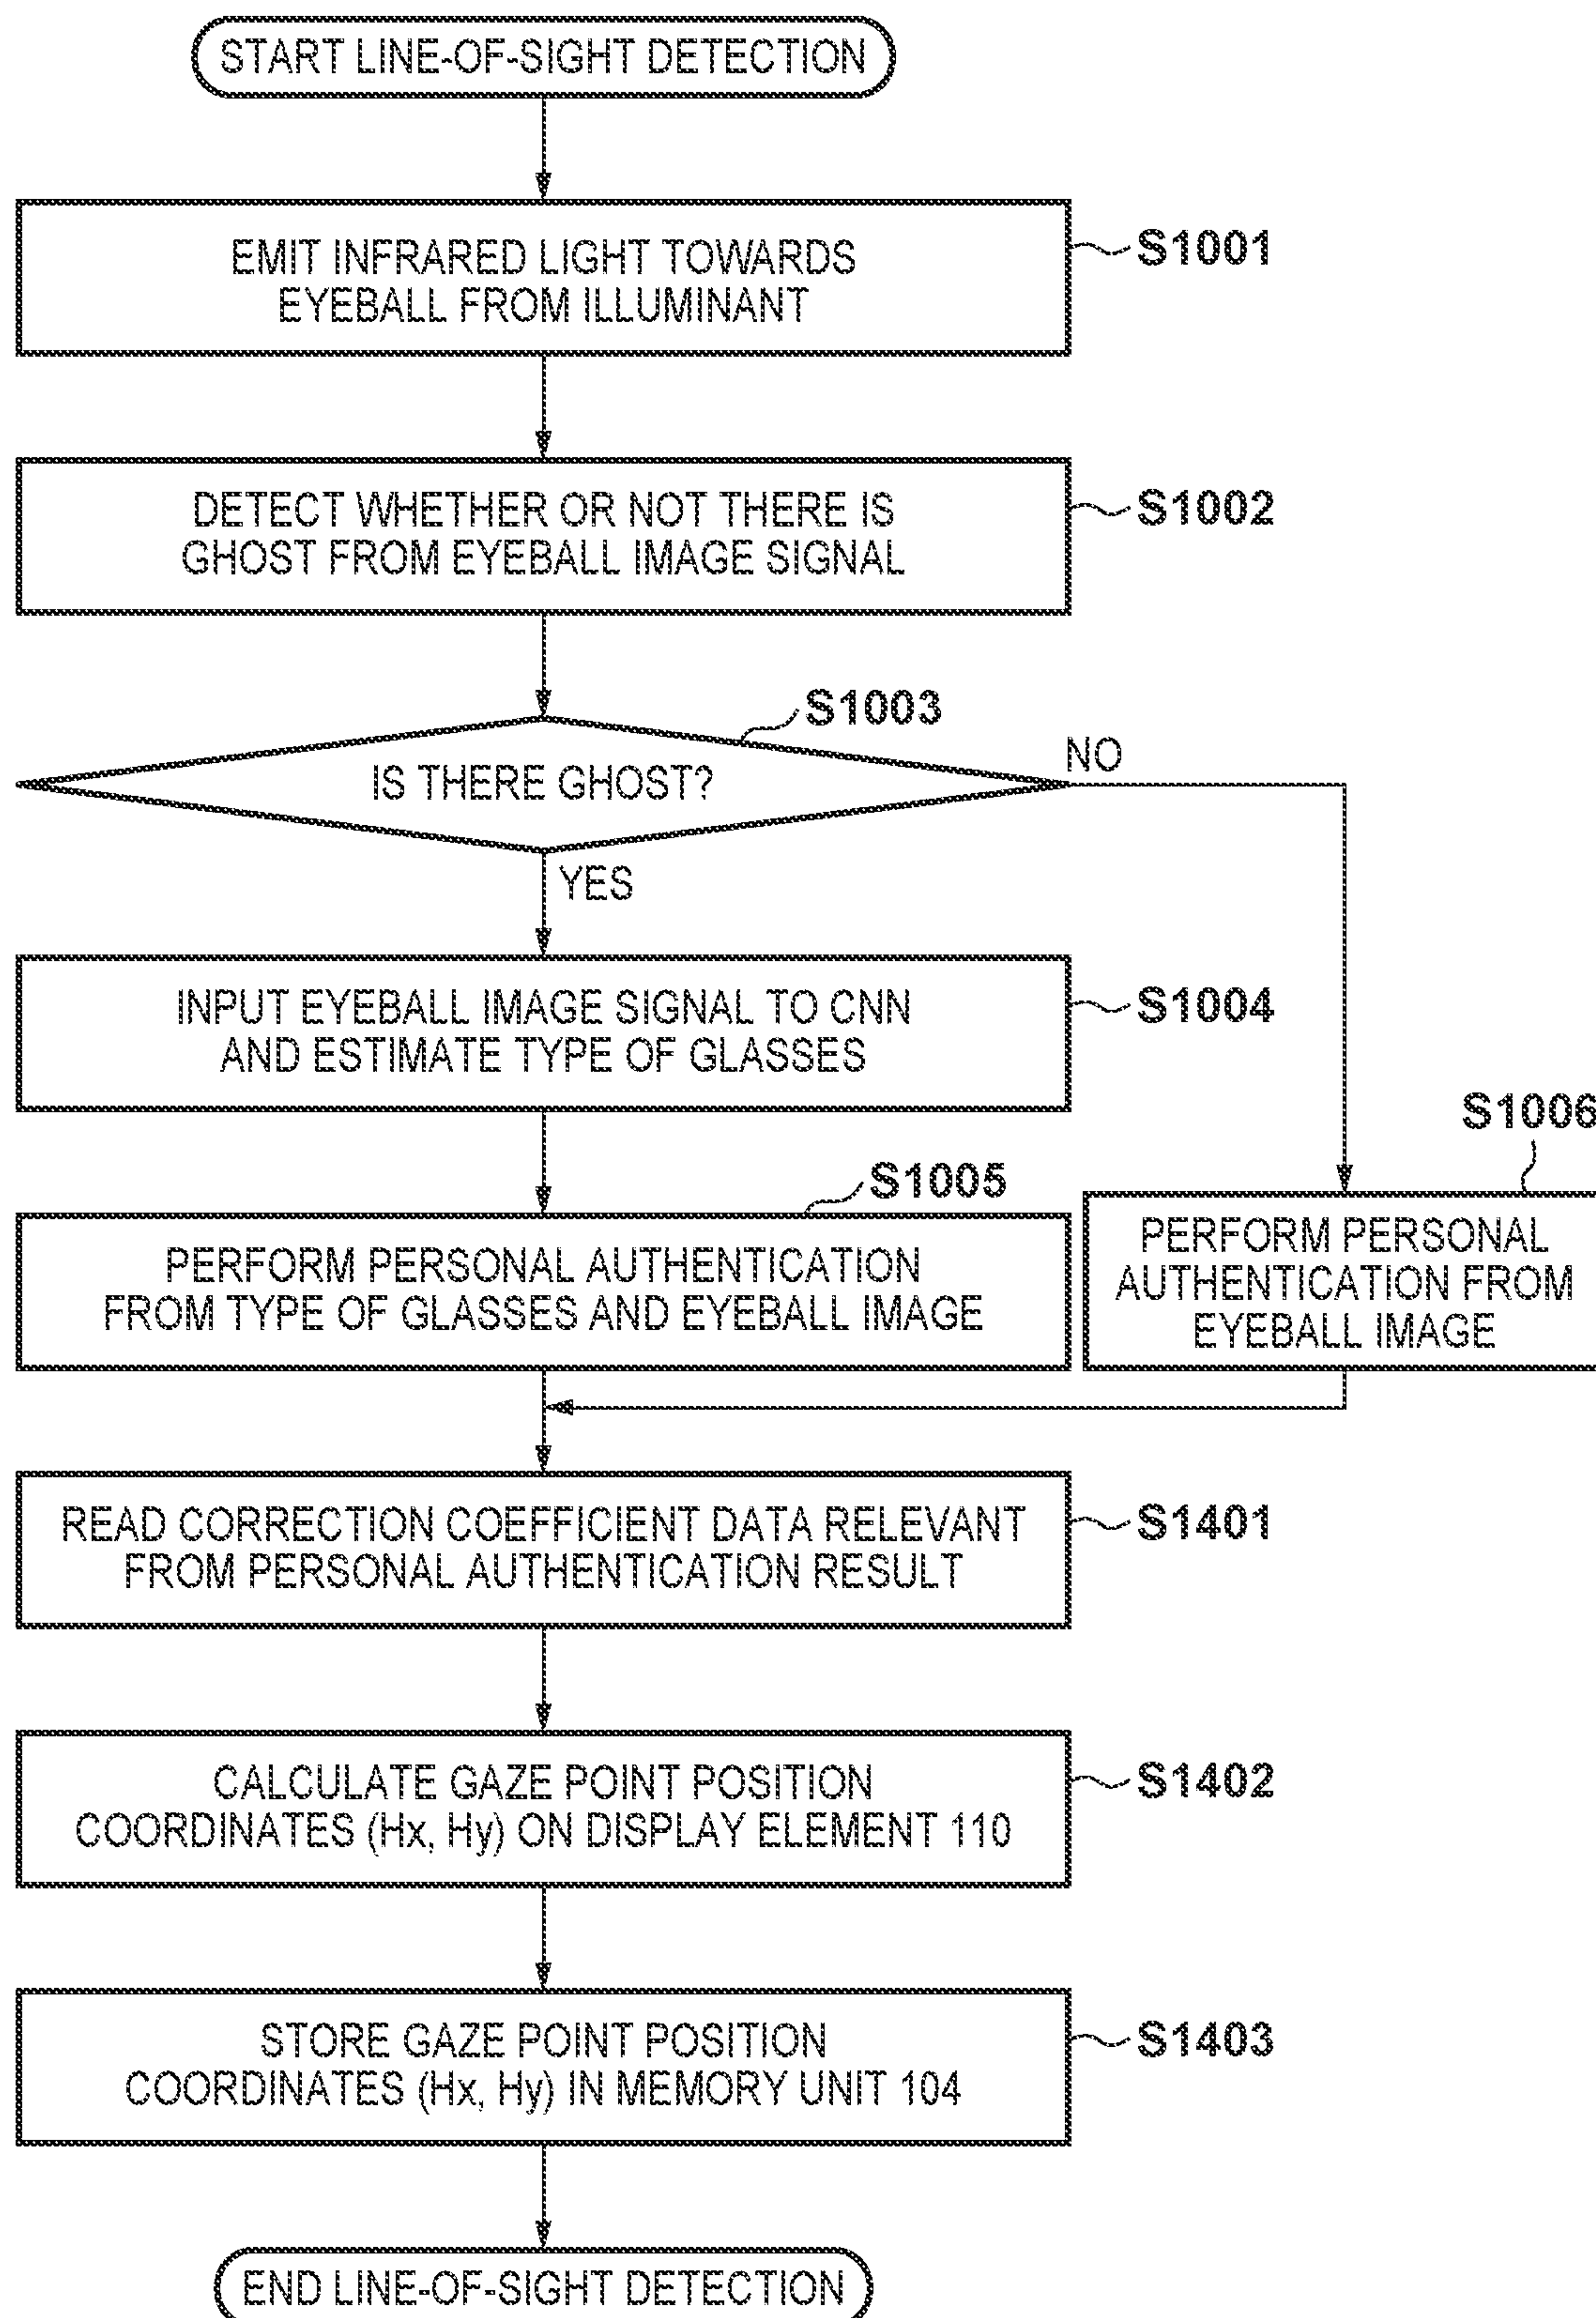 START LINE-OF-SIGHT DETECTION
EMIT INFRARED LIGHT TOWARDS
EYEBALL FROM ILLUMINANT
S1001
DETECT WHETHER OR NOT THERE IS
GHOST FROM EYEBALL IMAGE SIGNAL
S1002
S1003
IS THERE GHOST?
NO
YES
INPUT EYEBALL IMAGE SIGNAL TO CNN
AND ESTIMATE TYPE OF GLASSES
S1004
S1005
PERFORM PERSONAL AUTHENTICATION
FROM TYPE OF GLASSES AND EYEBALL IMAGE
S1006
PERFORM PERSONAL
AUTHENTICATION FROM
EYEBALL IMAGE
READ CORRECTION COEFFICIENT DATA RELEVANT
FROM PERSONAL AUTHENTICATION RESULT
S1401
CALCULATE GAZE POINT POSITION
COORDINATES (Hx, Hy) ON DISPLAY ELEMENT 110
S1402
STORE GAZE POINT POSITION
COORDINATES (Hx, Hy) IN MEMORY UNIT 104
S1403
END LINE-OF-SIGHT DETECTION